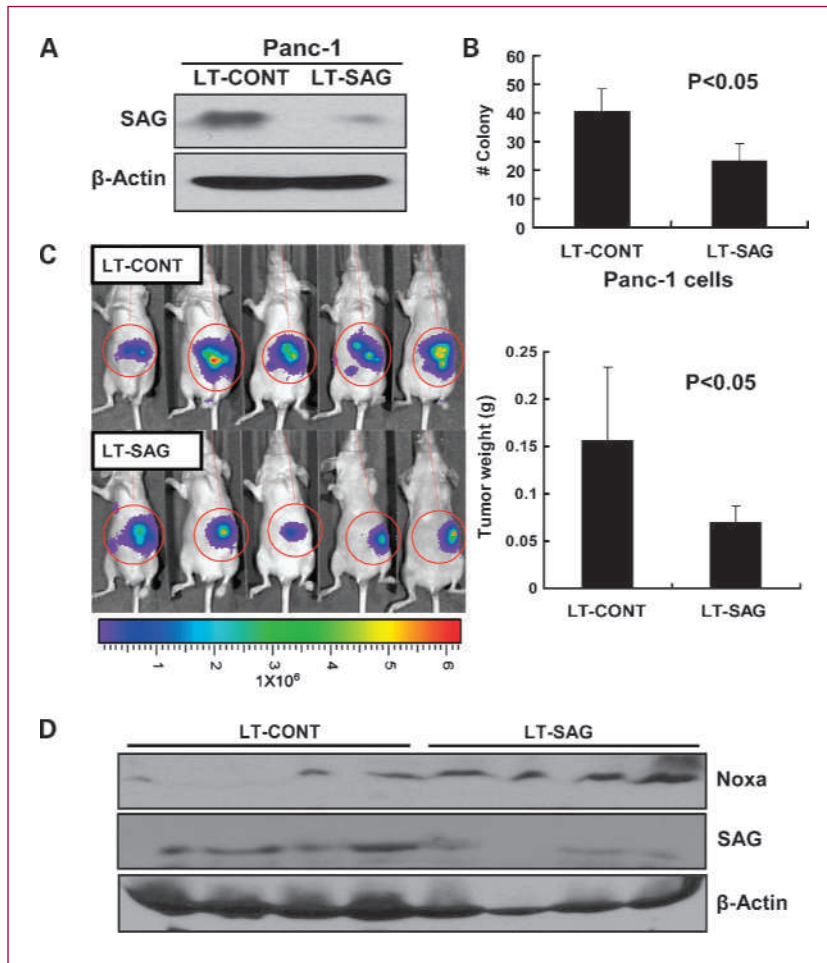 A
Panc-1
LT-CONT LT-SAG
SAG
β-Actin
B
60
50
40
30
20
10
0
# Colony
P<0.05
LT-CONT LT-SAG
Panc-1 cells
C
LT-CONT
LT-SAG
1 2 3 4 5 6
1X10⁶
0.25
0.2
0.15
0.1
0.05
0
Tumor weight (g)
P<0.05
LT-CONT LT-SAG
D
LT-CONT LT-SAG
Noxa
SAG
β-Actin